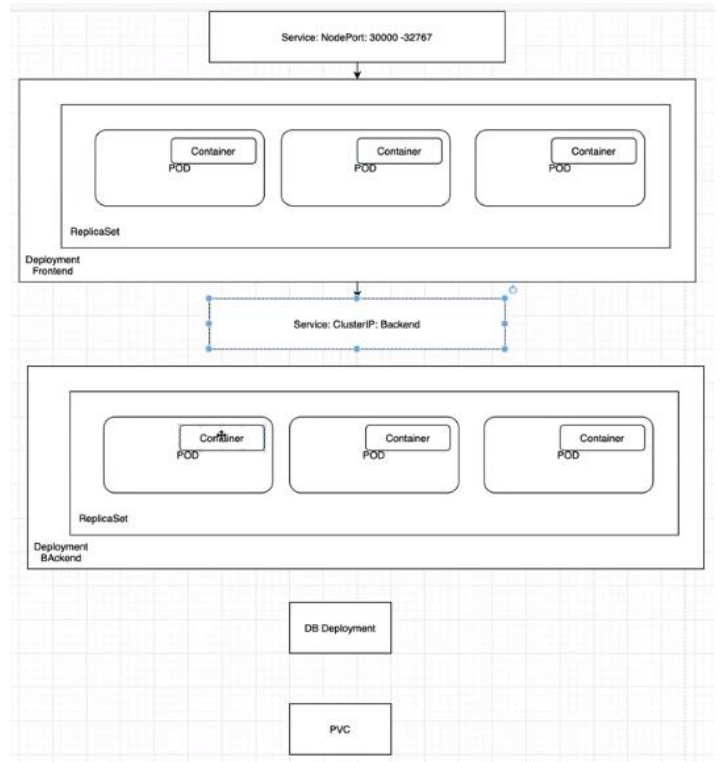 Service: NodePort: 30000 -32767
Container
Container
Container
POD
POD
POD
ReplicaSet
Deployment
Frontend
Service: ClusterIP: Backend
Container
Container
Container
POD
POD
POD
ReplicaSet
Deployment
BAckend
DB Deployment
PVC